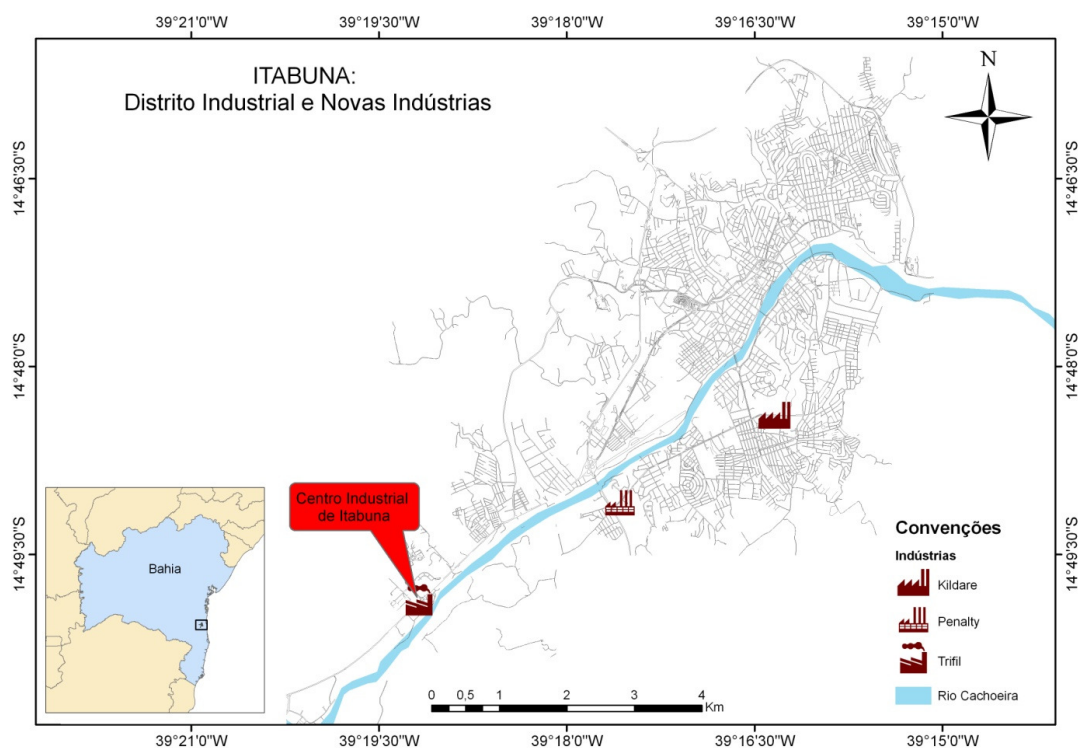 39°21'0"W 39°19'30"W 39°18'0"W 39°16'30"W 39°15'0"W
ITABUNA:
Distrito Industrial e Novas Indústrias
N
14°46'30"S 14°46'30"S
14°48'0"S 14°48'0"S
Centro Industrial
de Itabuna
Convenções
14°49'30"S 14°49'30"S
Indústrias
Bahia
Kildare
Penalty
Trifil
Rio Cachoeira
0 0,5 1 2 3 4
Km
39°21'0"W 39°19'30"W 39°18'0"W 39°16'30"W 39°15'0"W